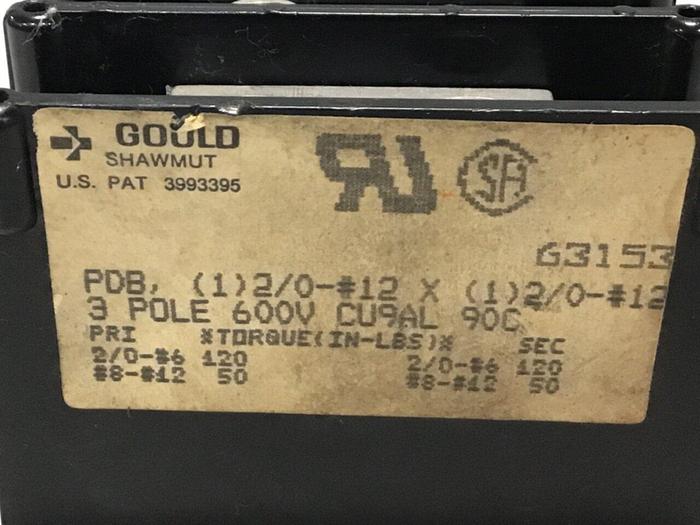 GOULD
SHAWMUT
U.S. PAT 3993395
SA
63153
PDB, (1)2/0-#12 X (1)2/0-#12
3 POLE 600V CU9AL 90C
PRI *TORQUE(IN-LBS)* SEC
2/0-#6 120 2/0-#6 120
#8-#12 50 #8-#12 50